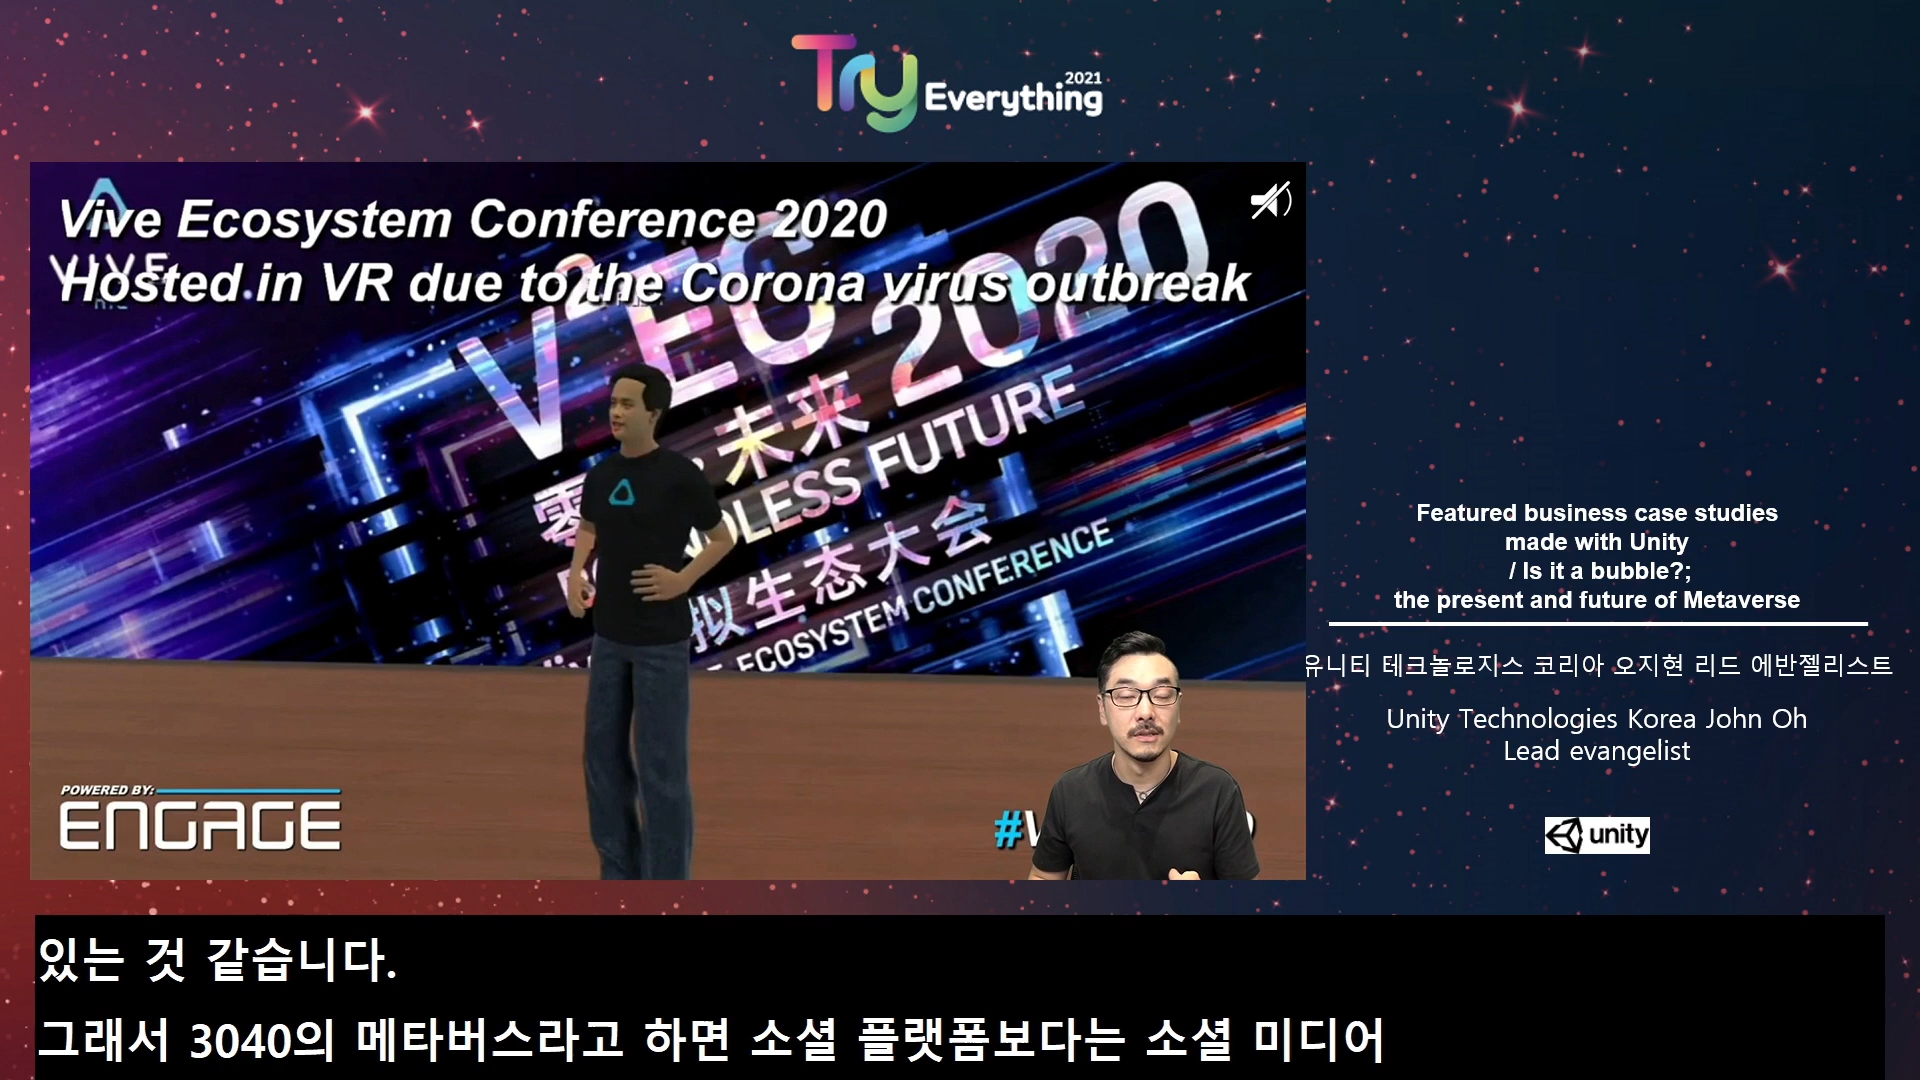 Try
2021
Everything
Vive Ecosystem Conference 2020
Hosted in VR due to the Corona virus outbreak
VIVE
V²EC 2020
未来
LESS FUTURE
拟生态大会
ECOSYSTEM CONFERENCE
POWERED BY:
ENGAGE
#V
Featured business case studies
made with Unity
/ Is it a bubble?;
the present and future of Metaverse
유니티 테크놀로지스 코리아 오지현 리드 에반젤리스트
Unity Technologies Korea John Oh
Lead evangelist
unity
있는 것 같습니다.
그래서 3040의 메타버스라고 하면 소셜 플랫폼보다는 소셜 미디어